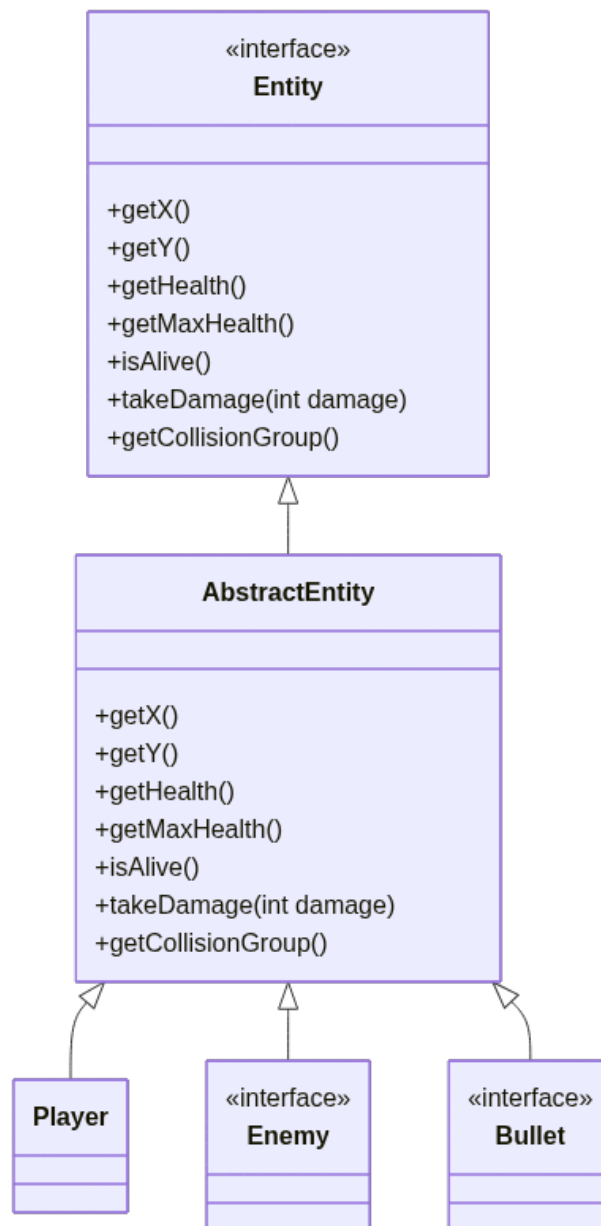 «interface»
Entity
+getX()
+getY()
+getHealth()
+getMaxHealth()
+isAlive()
+takeDamage(int damage)
+getCollisionGroup()
AbstractEntity
+getX()
+getY()
+getHealth()
+getMaxHealth()
+isAlive()
+takeDamage(int damage)
+getCollisionGroup()
Player
«interface»
Enemy
«interface»
Bullet